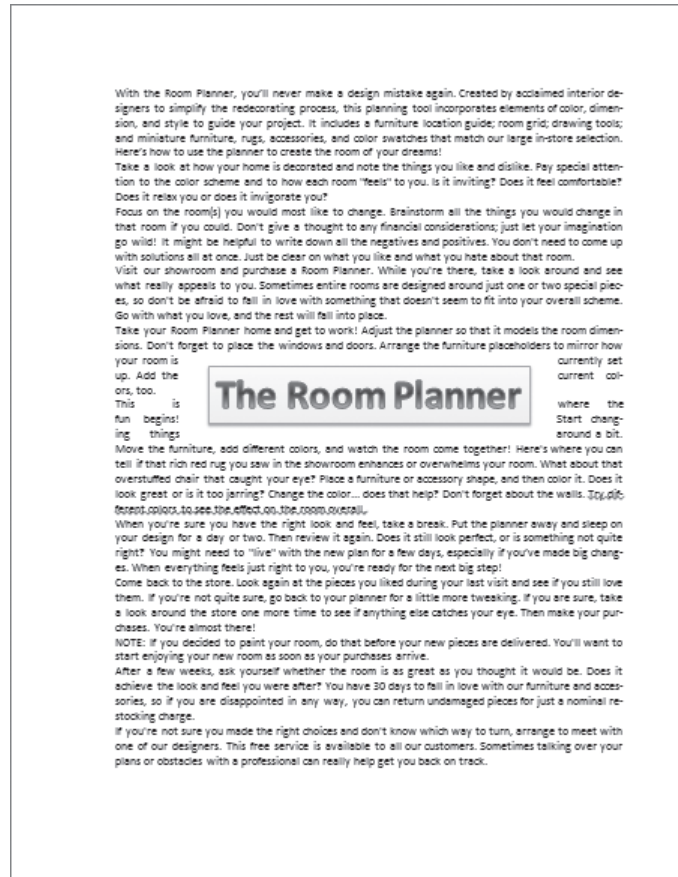 With the Room Planner, you'll never make a design mistake again. Created by acclaimed interior de-
signers to simplify the redecorating process, this planning tool incorporates elements of color, dimen-
sion, and style to guide your project. It includes a furniture location guide; room grid; drawing tools;
and miniature furniture, rugs, accessories, and color swatches that match our large in-store selection.
Here's how to use the planner to create the room of your dreams!
Take a look at how your home is decorated and note the things you like and dislike. Pay special atten-
tion to the color scheme and to how each room "feels" to you. Is it inviting? Does it feel comfortable?
Does it relax you or does it invigorate you?
Focus on the room(s) you would most like to change. Brainstorm all the things you would change in
that room if you could. Don't give a thought to any financial considerations; just let your imagination
go wild! It might be helpful to write down all the negatives and positives. You don't need to come up
with solutions all at once. Just be clear on what you like and what you hate about that room.
Visit our showroom and purchase a Room Planner. While you're there, take a look around and see
what really appeals to you. Sometimes entire rooms are designed around just one or two special piec-
es, so don't be afraid to fall in love with something that doesn't seem to fit into your overall scheme.
Go with what you love, and the rest will fall into place.
Take your Room Planner home and get to work! Adjust the planner so that it models the room dimen-
sions. Don't forget to place the windows and doors. Arrange the furniture placeholders to mirror how
your room is currently set
up. Add the current col-
ors, too.
The Room Planner
This is where the
fun begins! Start chang-
ing things around a bit.
Move the furniture, add different colors, and watch the room come together! Here's where you can
tell if that rich red rug you saw in the showroom enhances or overwhelms your room. What about that
overstuffed chair that caught your eye? Place a furniture or accessory shape, and then color it. Does it
look great or is it too jarring? Change the color... does that help? Don't forget about the walls. Try dif-
ferent colors to see the effect on the room overall.
When you're sure you have the right look and feel, take a break. Put the planner away and sleep on
your design for a day or two. Then review it again. Does it still look perfect, or is something not quite
right? You might need to "live" with the new plan for a few days, especially if you've made big chang-
es. When everything feels just right to you, you're ready for the next big step!
Come back to the store. Look again at the pieces you liked during your last visit and see if you still love
them. If you're not quite sure, go back to your planner for a little more tweaking. If you are sure, take
a look around the store one more time to see if anything else catches your eye. Then make your pur-
chases. You're almost there!
NOTE: If you decided to paint your room, do that before your new pieces are delivered. You'll want to
start enjoying your new room as soon as your purchases arrive.
After a few weeks, ask yourself whether the room is as great as you thought it would be. Does it
achieve the look and feel you were after? You have 30 days to fall in love with our furniture and acces-
sories, so if you are disappointed in any way, you can return undamaged pieces for just a nominal re-
stocking charge.
If you're not sure you made the right choices and don't know which way to turn, arrange to meet with
one of our designers. This free service is available to all our customers. Sometimes talking over your
plans or obstacles with a professional can really help get you back on track.